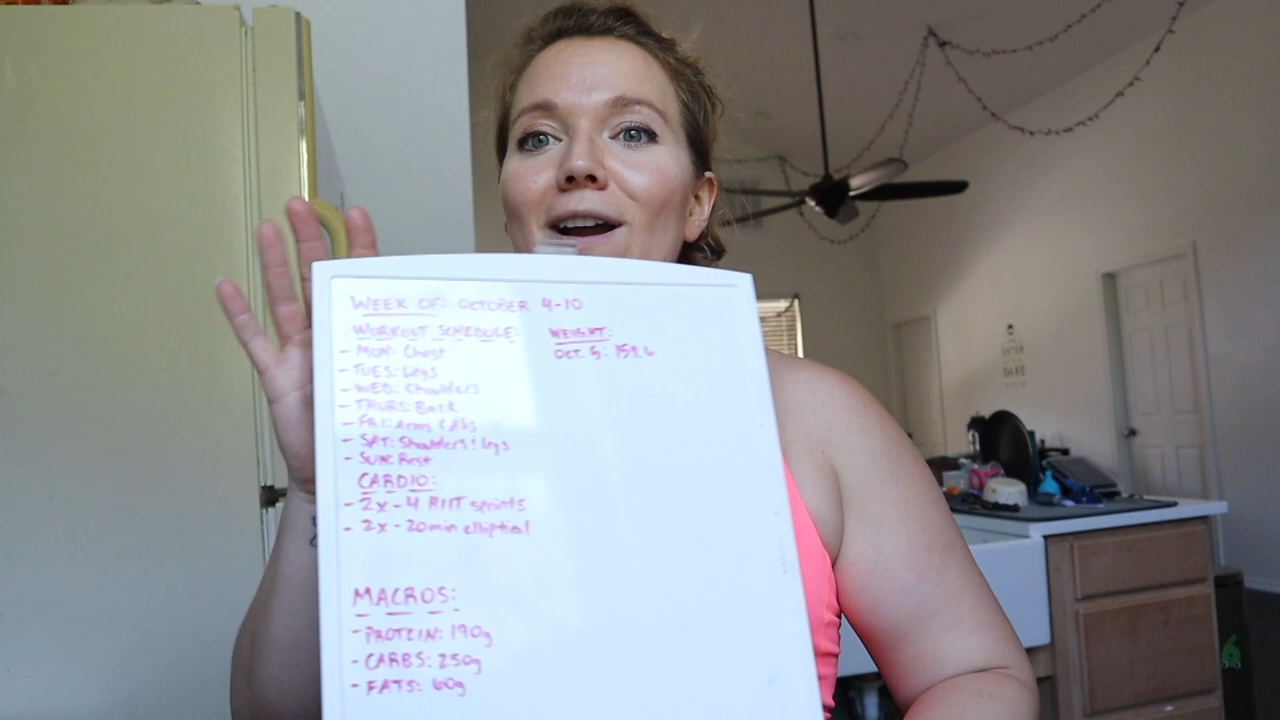 WEEK OF: OCTOBER 4-10
WORKOUT SCHEDULE:
- MON: Chest
- TUES: Legs
- WED: Shoulders
- THURS: Back
- FRI: Arms & Abs
- SAT: Shoulders & legs
- SUN: Rest
CARDIO:
- 2x - 4 HIIT sprints
- 2x - 20min elliptial
MACROS:
- PROTEIN: 190g
- CARBS: 250g
- FATS: 60g
WEIGHT:
OCT. 5: 159.6